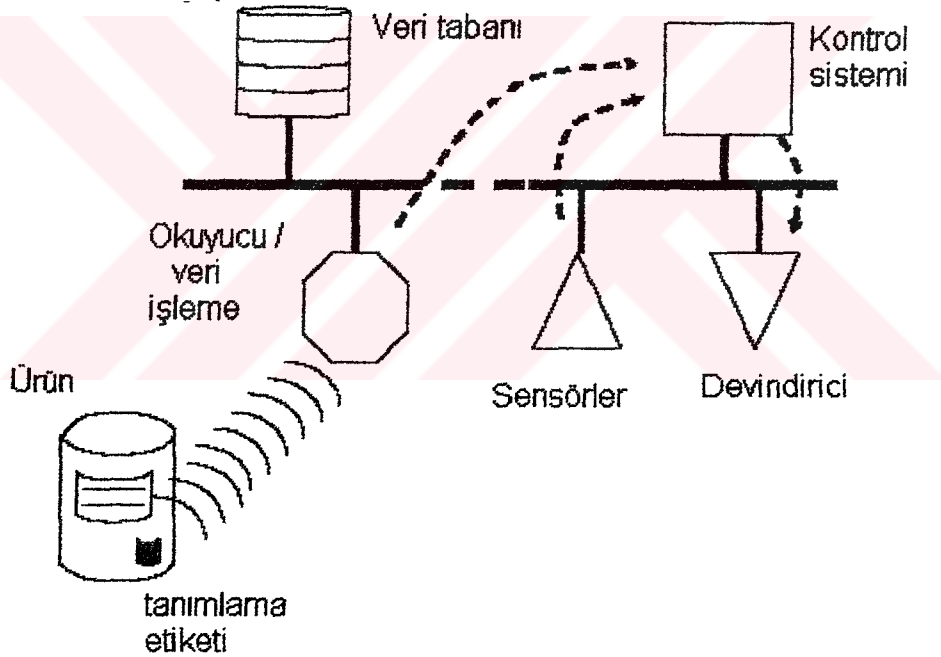 Veri tabanı
Kontrol
sistemi
Okuyucu /
veri
işleme
Ürün
Sensörler
Devindirici
tanımlama
etiketi